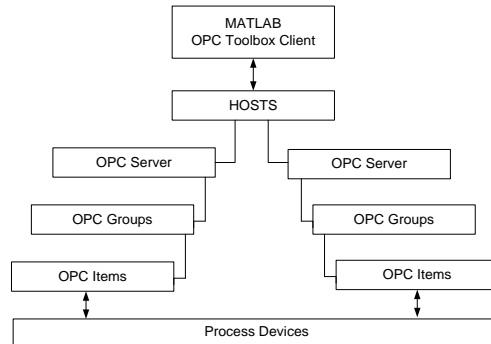 MATLAB
OPC Toolbox Client
HOSTS
OPC Server
OPC Server
OPC Groups
OPC Groups
OPC Items
OPC Items
Process Devices